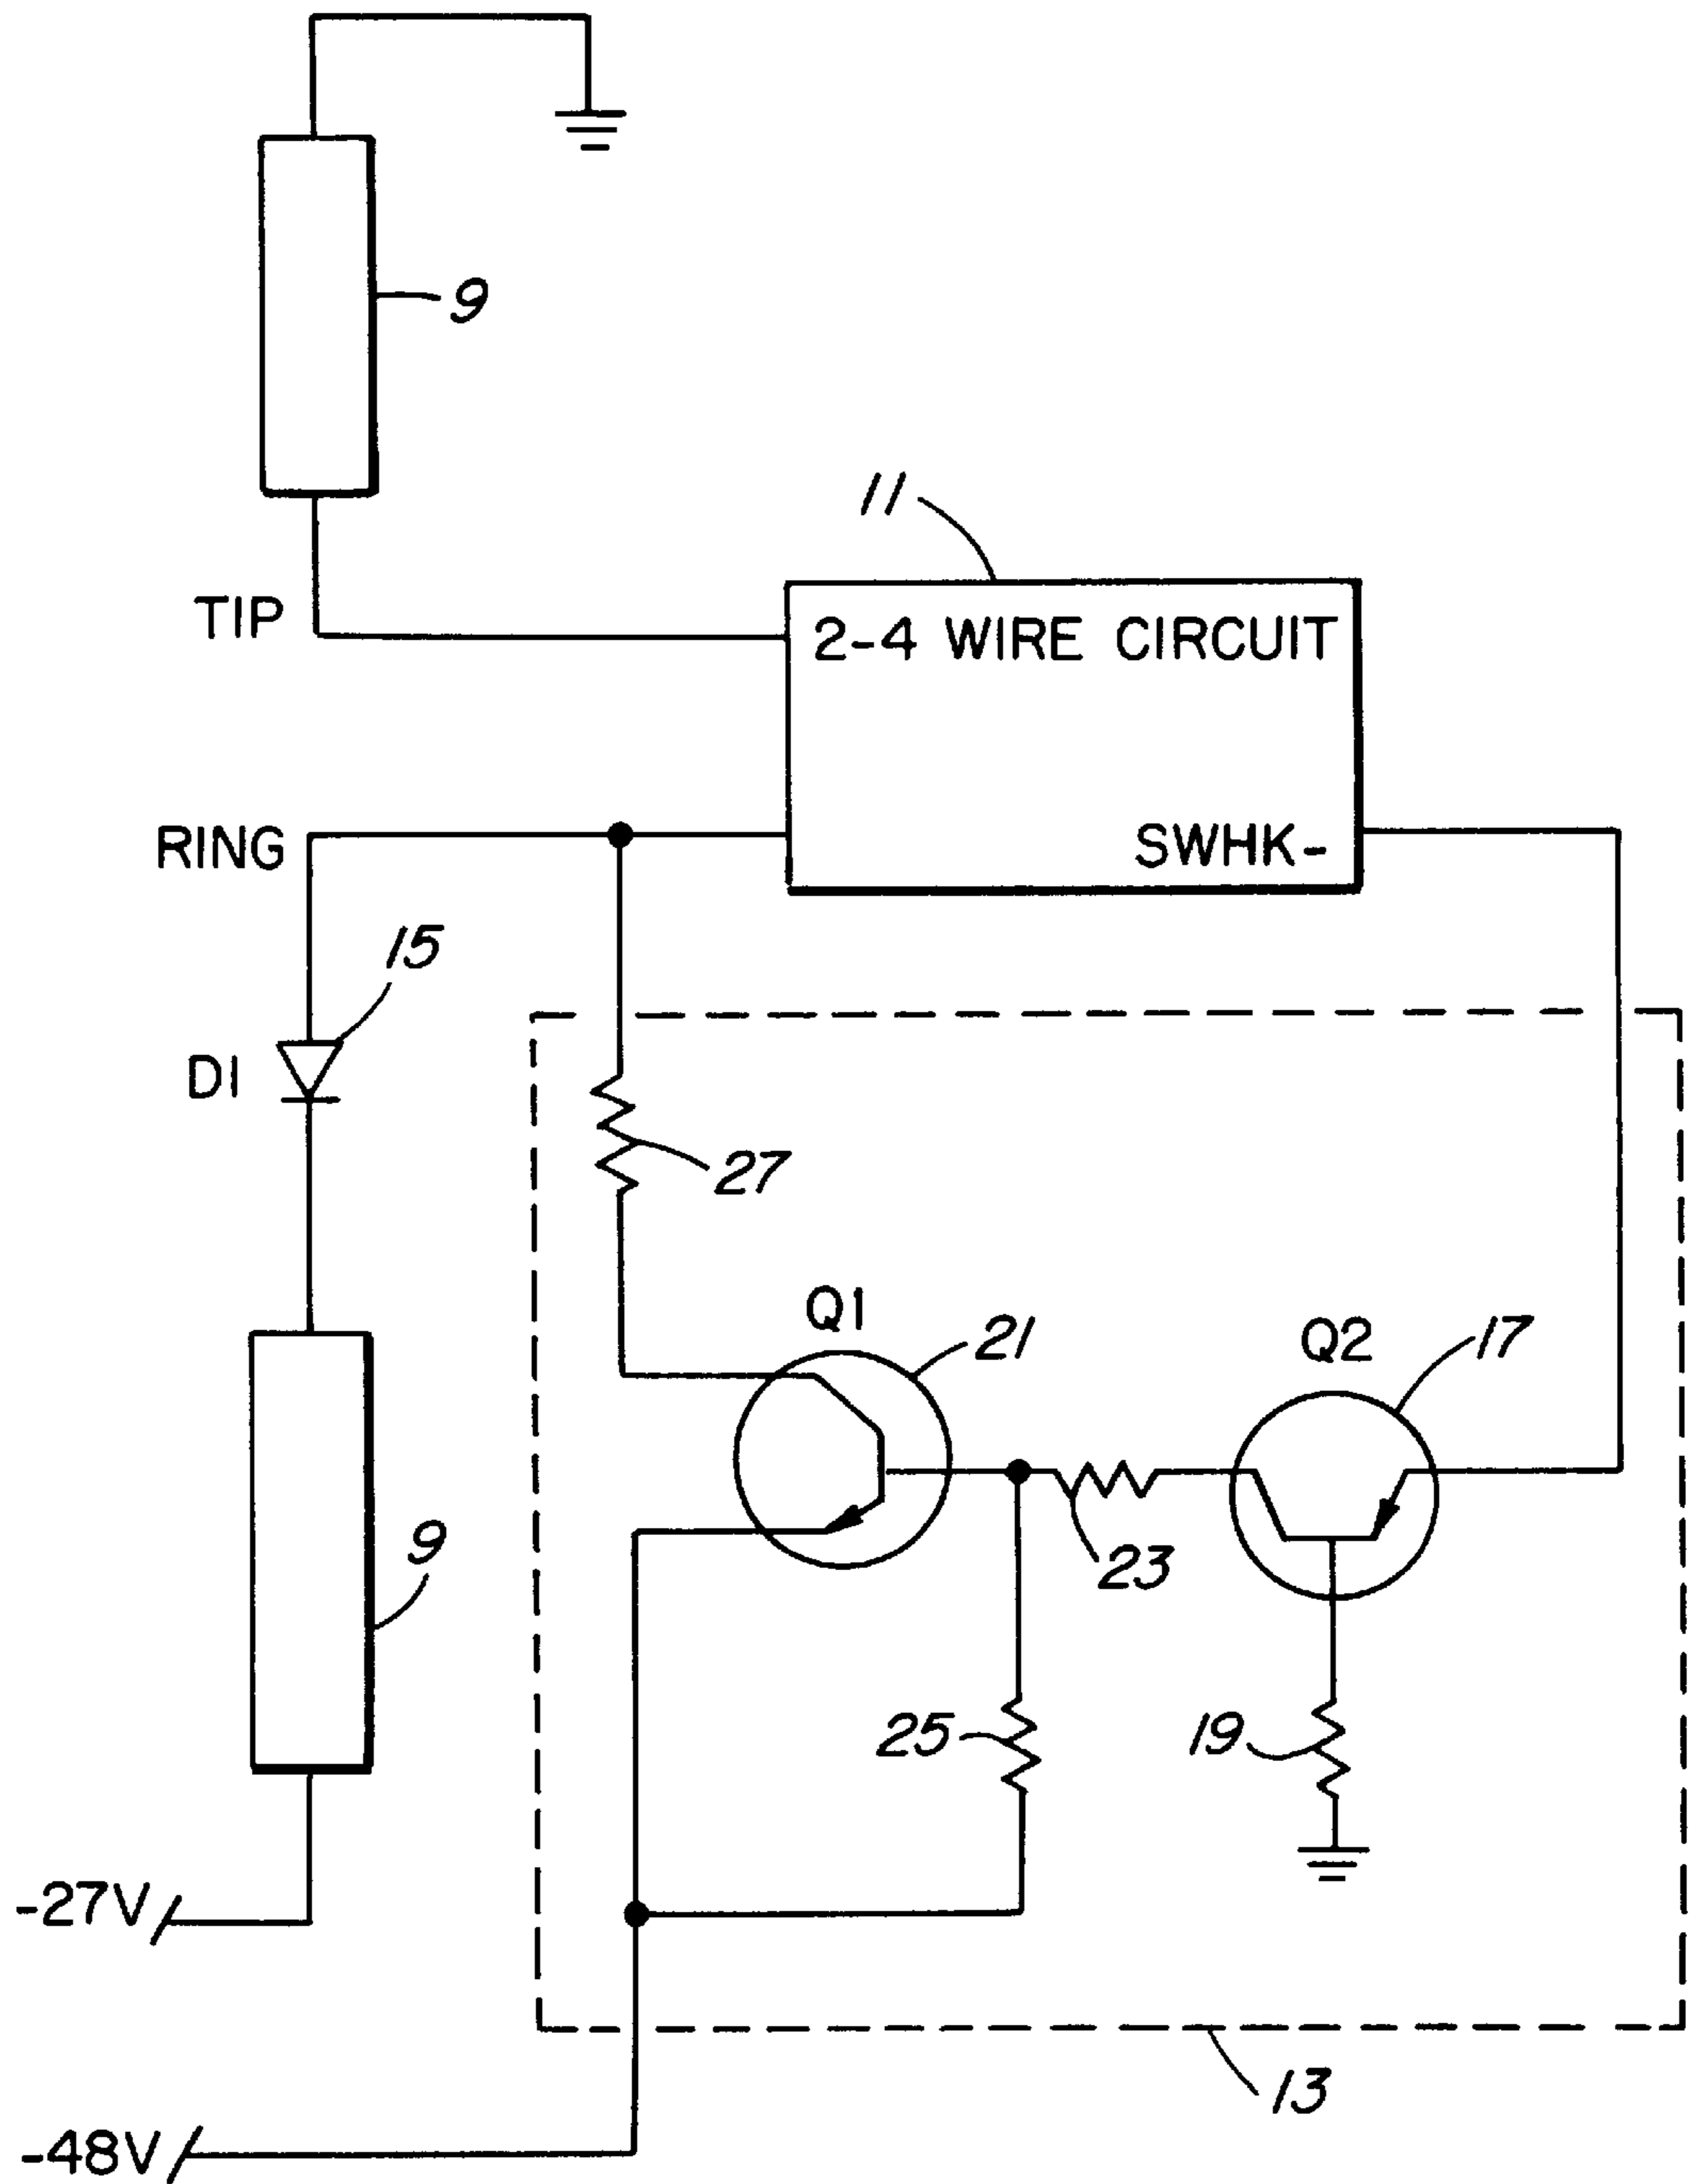 9
11
TIP
2-4 WIRE CIRCUIT
RING
SWHK-
15
D1
27
Q1
21
Q2
17
9
23
25
19
-27V
13
-48V